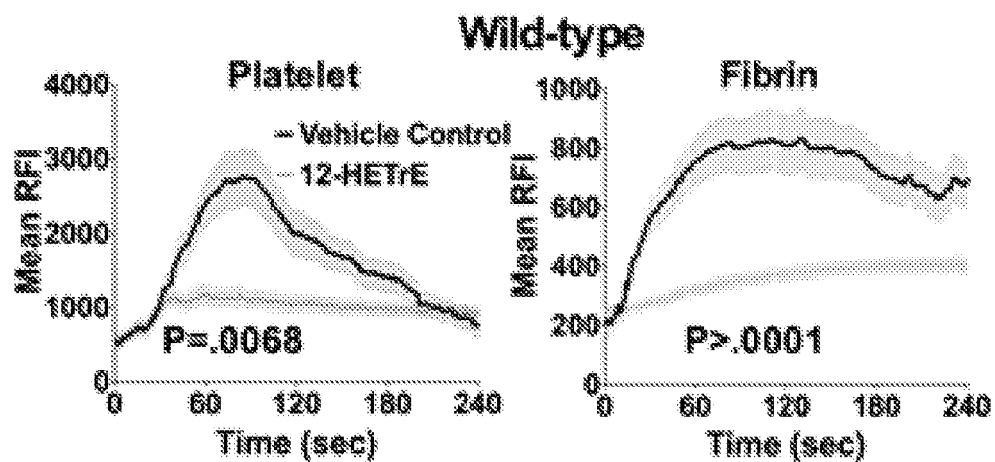 Wild-type
Platelet
Fibrin
4000
3000
2000
1000
0
Mean RFI
Vehicle Control
12-HETrE
P=.0068
0 60 120 180 240
Time (sec)
1000
800
600
400
200
0
Mean RFI
P>.0001
0 60 120 180 240
Time (sec)